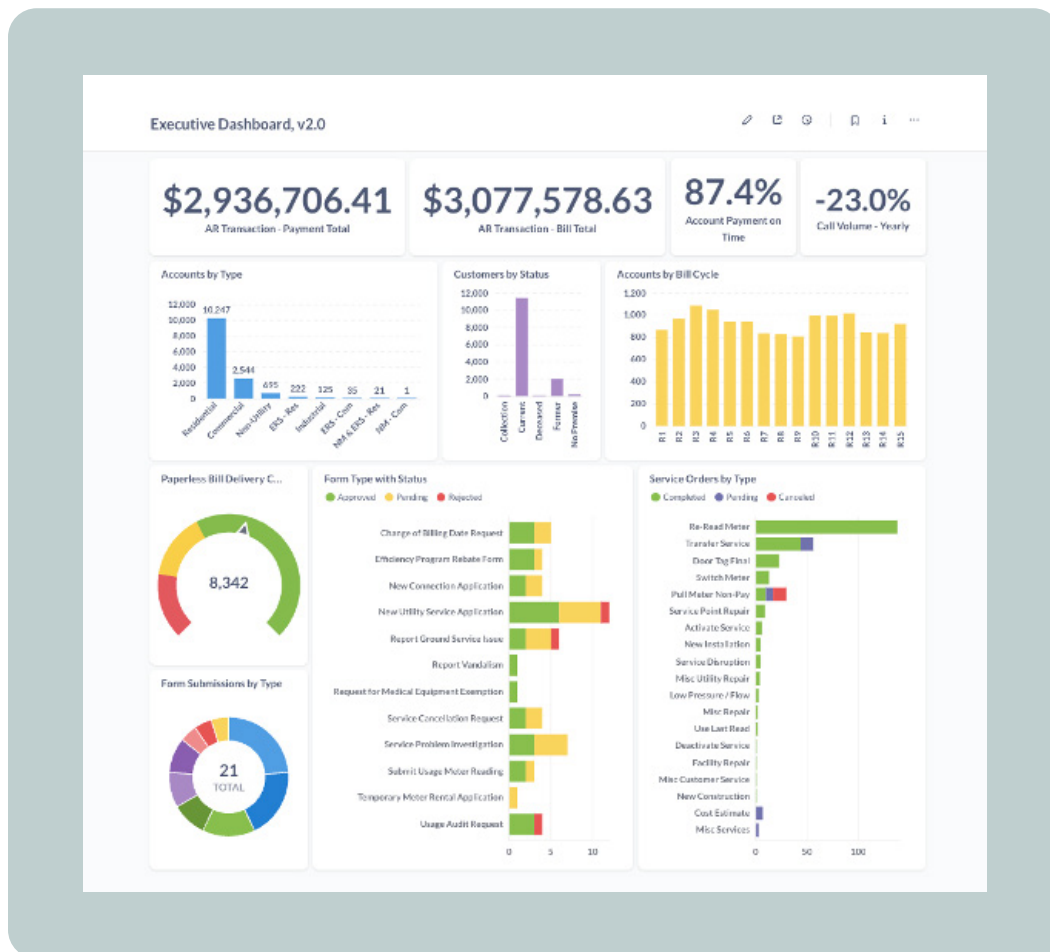 Executive Dashboard, v2.0
$2,936,706.41
AR Transaction - Payment Total
$3,077,578.63
AR Transaction - Bill Total
87.4%
Account Payment on
Time
-23.0%
Call Volume - Yearly
Accounts by Type
12,000
10,000
8,000
6,000
4,000
2,000
0
10,247
2,544
695
222
125
35
21
1
Residential
Commercial
Non-Utility
ERS - Res
Industrial
ERS - Com
NM & ERS - Res
NM - Com
Customers by Status
12,000
10,000
8,000
6,000
4,000
2,000
0
Collection
Current
Deceased
Former
No Premise
Accounts by Bill Cycle
1,200
1,000
800
600
400
200
0
R1
R2
R3
R4
R5
R6
R7
R8
R9
R10
R11
R12
R13
R14
R15
Paperless Bill Delivery C...
8,342
Form Submissions by Type
21
TOTAL
Form Type with Status
Approved Pending Rejected
Change of Billing Date Request
Efficiency Program Rebate Form
New Connection Application
New Utility Service Application
Report Ground Service Issue
Report Vandalism
Request for Medical Equipment Exemption
Service Cancellation Request
Service Problem Investigation
Submit Usage Meter Reading
Temporary Meter Rental Application
Usage Audit Request
0 5 10
Service Orders by Type
Completed Pending Canceled
Re-Read Meter
Transfer Service
Door Tag Final
Switch Meter
Pull Meter Non-Pay
Service Point Repair
Activate Service
New Installation
Service Disruption
Misc Utility Repair
Low Pressure / Flow
Misc Repair
Use Last Read
Deactivate Service
Facility Repair
Misc Customer Service
New Construction
Cost Estimate
Misc Services
0 50 100